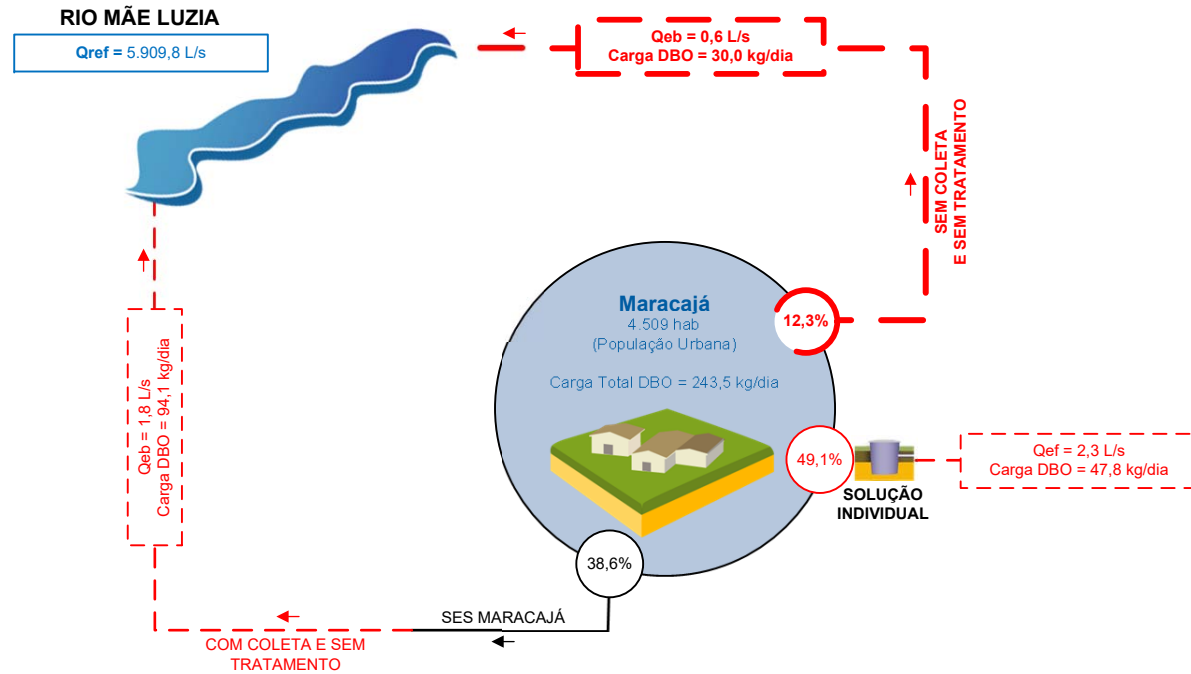 RIO MÃE LUZIA
Qref = 5.909,8 L/s
Qeb = 0,6 L/s
Carga DBO = 30,0 kg/dia
SEM COLETA
E SEM TRATAMENTO
Maracajá
4.509 hab
(População Urbana)
Carga Total DBO = 243,5 kg/dia
12,3%
49,1%
SOLUÇÃO
INDIVIDUAL
Qef = 2,3 L/s
Carga DBO = 47,8 kg/dia
38,6%
SES MARACAJÁ
COM COLETA E SEM
TRATAMENTO
Qeb = 1,8 L/s
Carga DBO = 94,1 kg/dia